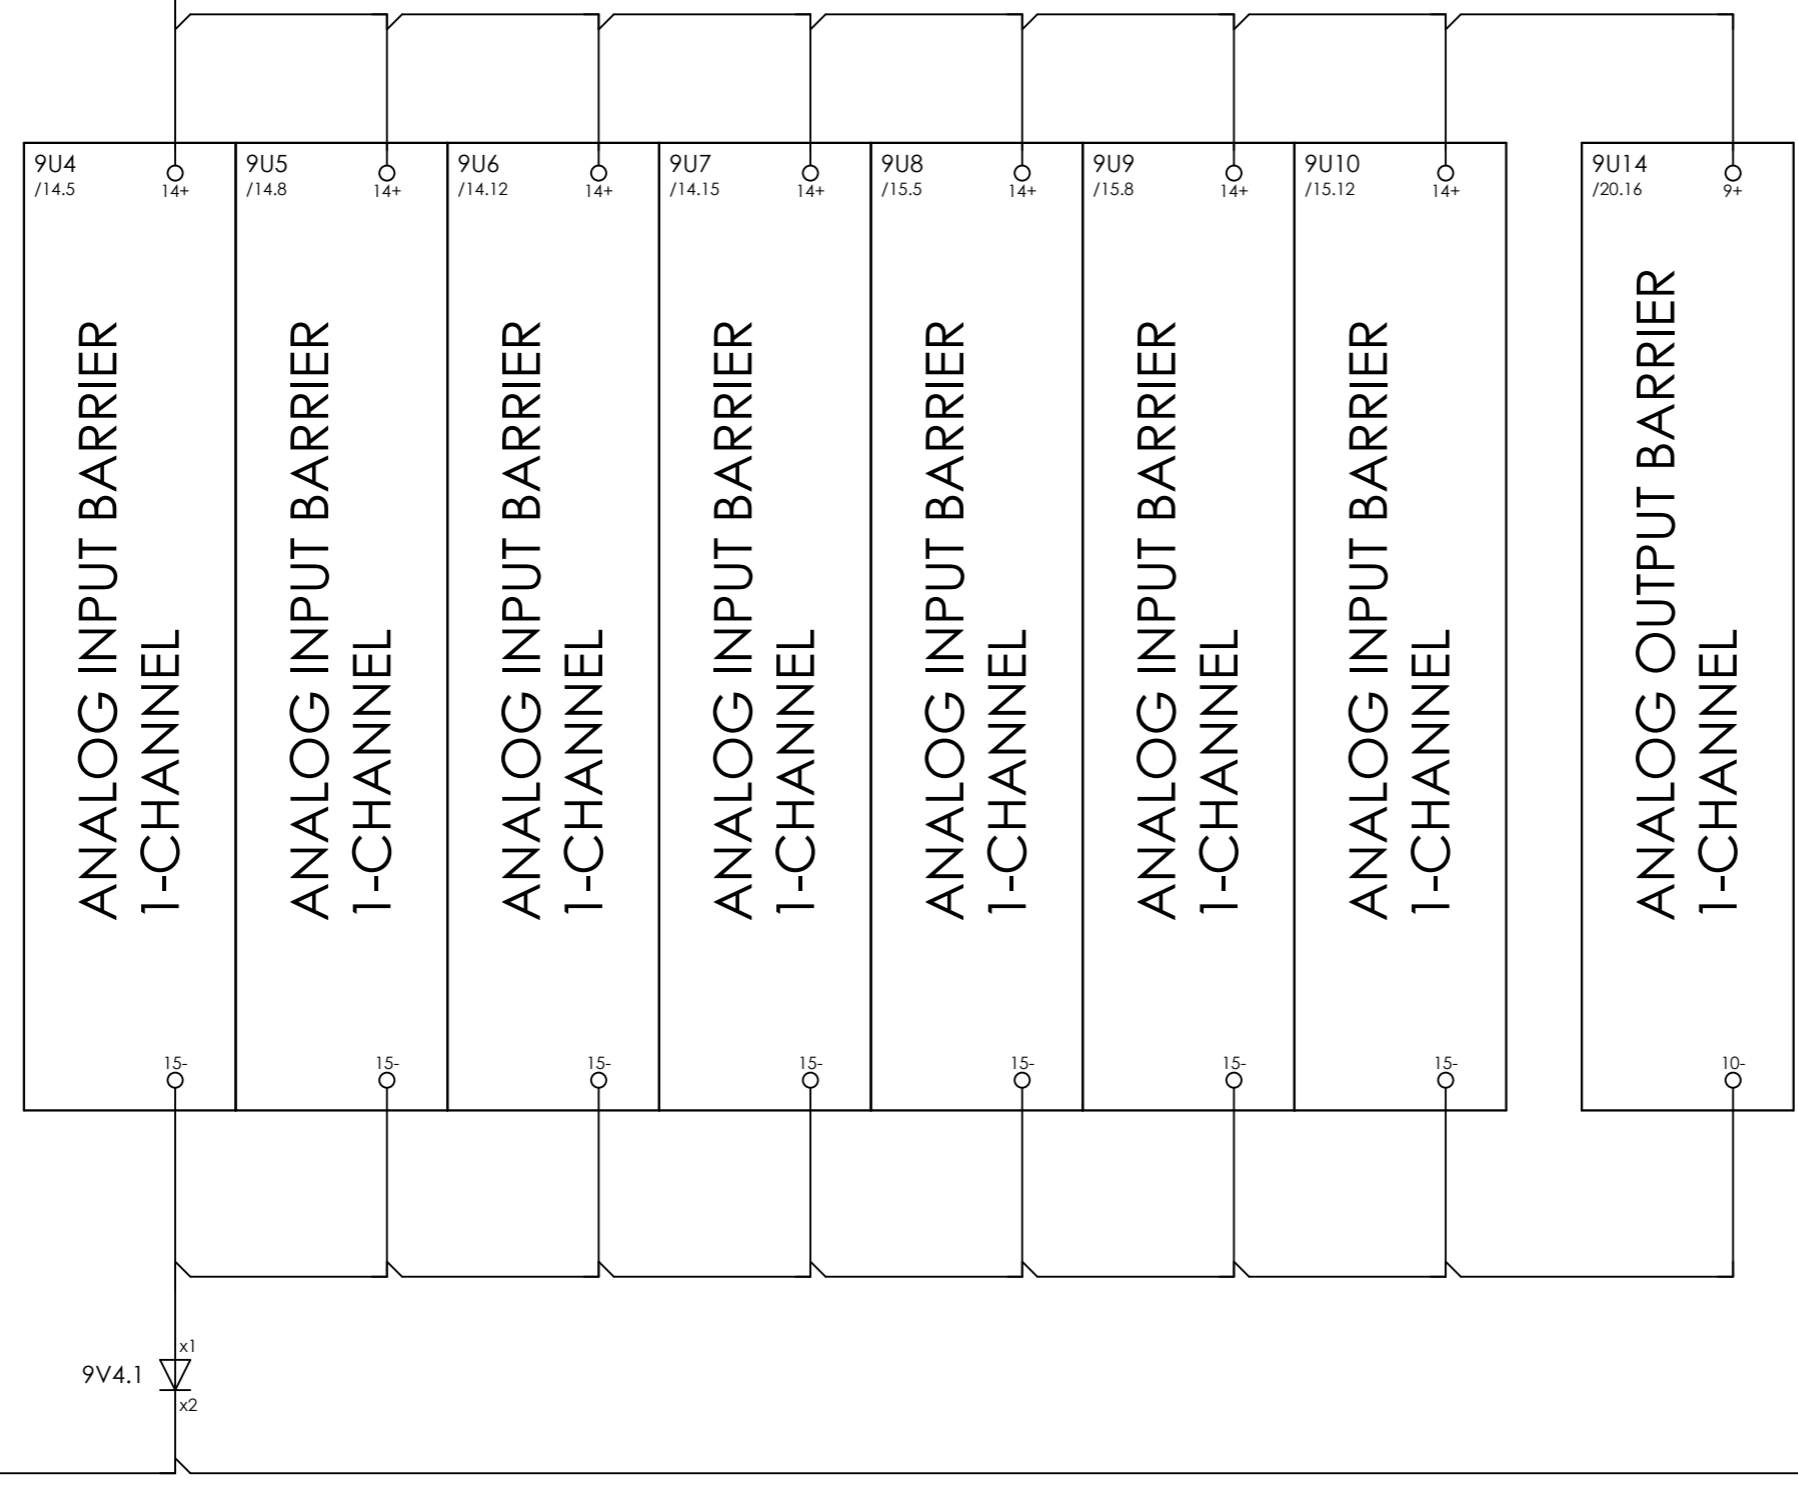 9U4
/14.5
14+
ANALOG INPUT BARRIER
1-CHANNEL
15-
9U5
/14.8
14+
ANALOG INPUT BARRIER
1-CHANNEL
15-
9U6
/14.12
14+
ANALOG INPUT BARRIER
1-CHANNEL
15-
9U7
/14.15
14+
ANALOG INPUT BARRIER
1-CHANNEL
15-
9U8
/15.5
14+
ANALOG INPUT BARRIER
1-CHANNEL
15-
9U9
/15.8
14+
ANALOG INPUT BARRIER
1-CHANNEL
15-
9U10
/15.12
14+
ANALOG INPUT BARRIER
1-CHANNEL
15-
9U14
/20.16
9+
ANALOG OUTPUT BARRIER
1-CHANNEL
10-
x1
9V4.1
x2